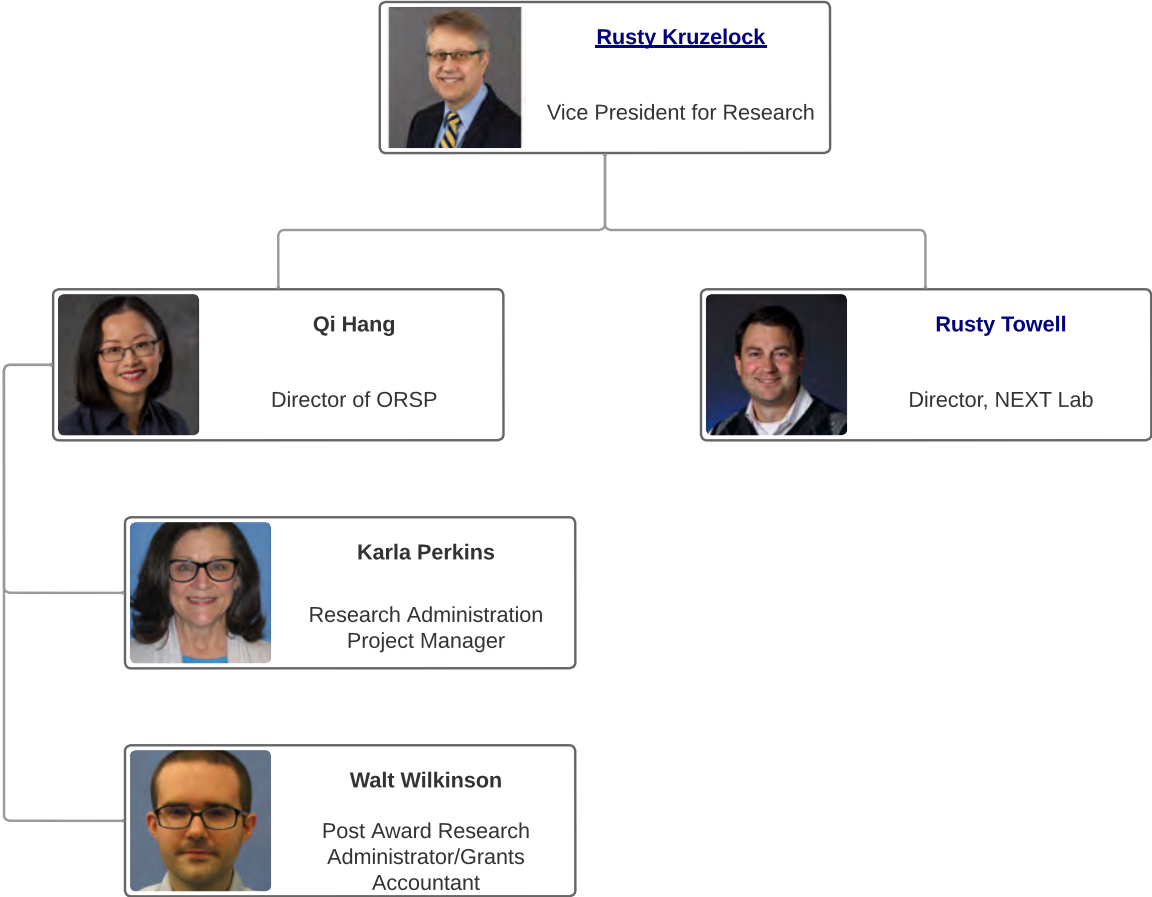 Rusty Kruzelock
Vice President for Research
Qi Hang
Director of ORSP
Rusty Towell
Director, NEXT Lab
Karla Perkins
Research Administration
Project Manager
Walt Wilkinson
Post Award Research
Administrator/Grants
Accountant